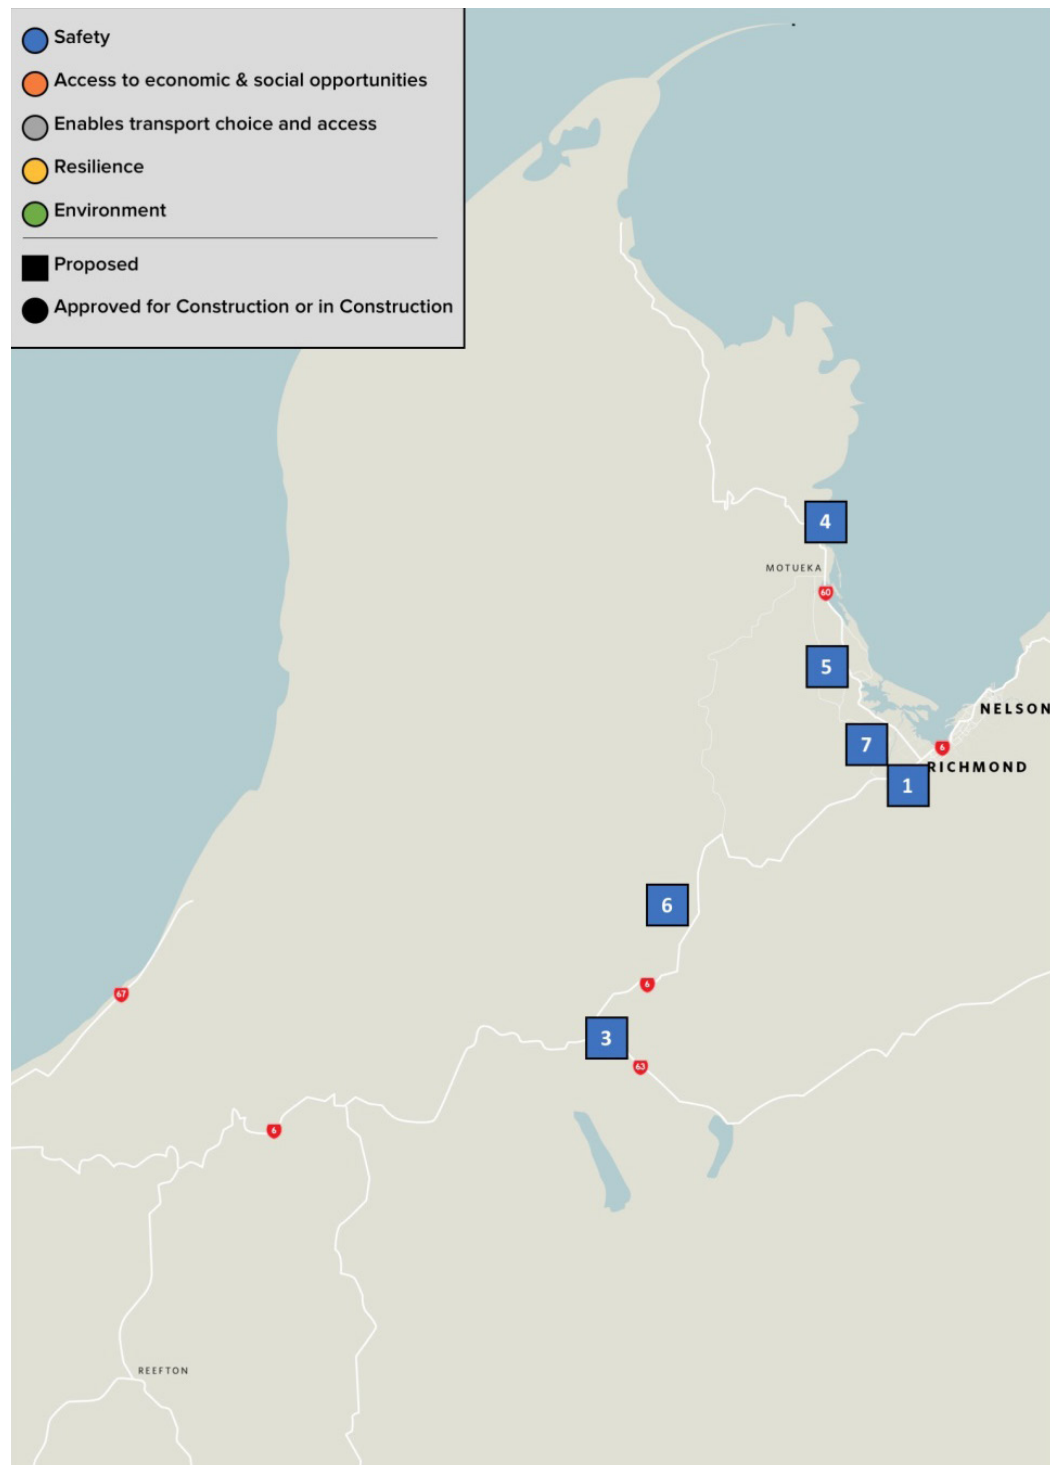 Safety
Access to economic & social opportunities
Enables transport choice and access
Resilience
Environment
Proposed
Approved for Construction or in Construction
4
MOTUEKA
60
5
NELSON
7
6
RICHMOND
1
6
6
3
67
63
6
REEFTON